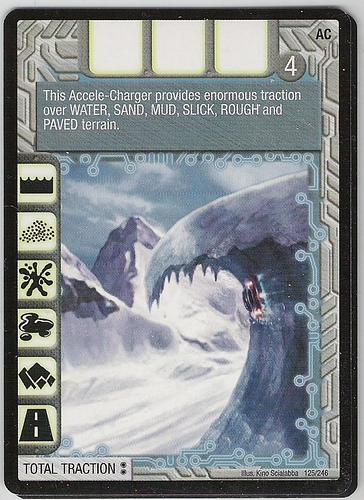 AC
4
This Accele-Charger provides enormous traction
over WATER, SAND, MUD, SLICK, ROUGH and
PAVED terrain.
TOTAL TRACTION :
Illus. Kino Scialabba 125/246